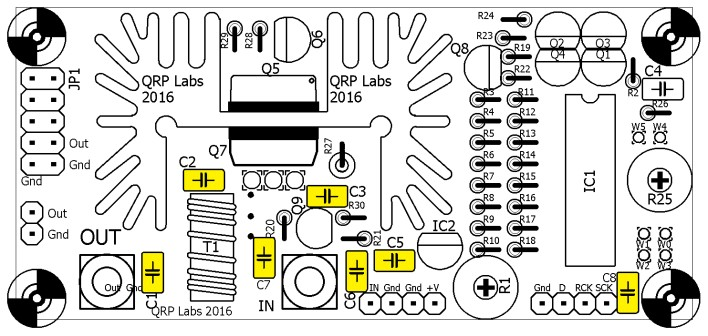 R24
R23
R29
R28
Q6
Q8
R19
R22
Q2
Q3
Q4
Q1
JP1
QRP Labs
2016
Q5
QRP Labs
2016
R2
C4
R3
R11
R26
R4
R12
W5
W4
Out
R5
R13
Gnd
Q7
R27
R6
R14
Gnd
C2
R7
R15
IC1
R25
C3
R8
R16
Out
Q9
R30
Gnd
R20
R9
R17
OUT
T1
R21
IC2
W1
W0
R10
R18
C5
W2
W3
C7
C8
Out
Gnd
C1
C6
R1
IN
Gnd
Gnd
+V
Gnd
D
RCK
SCK
QRP Labs 2016
IN